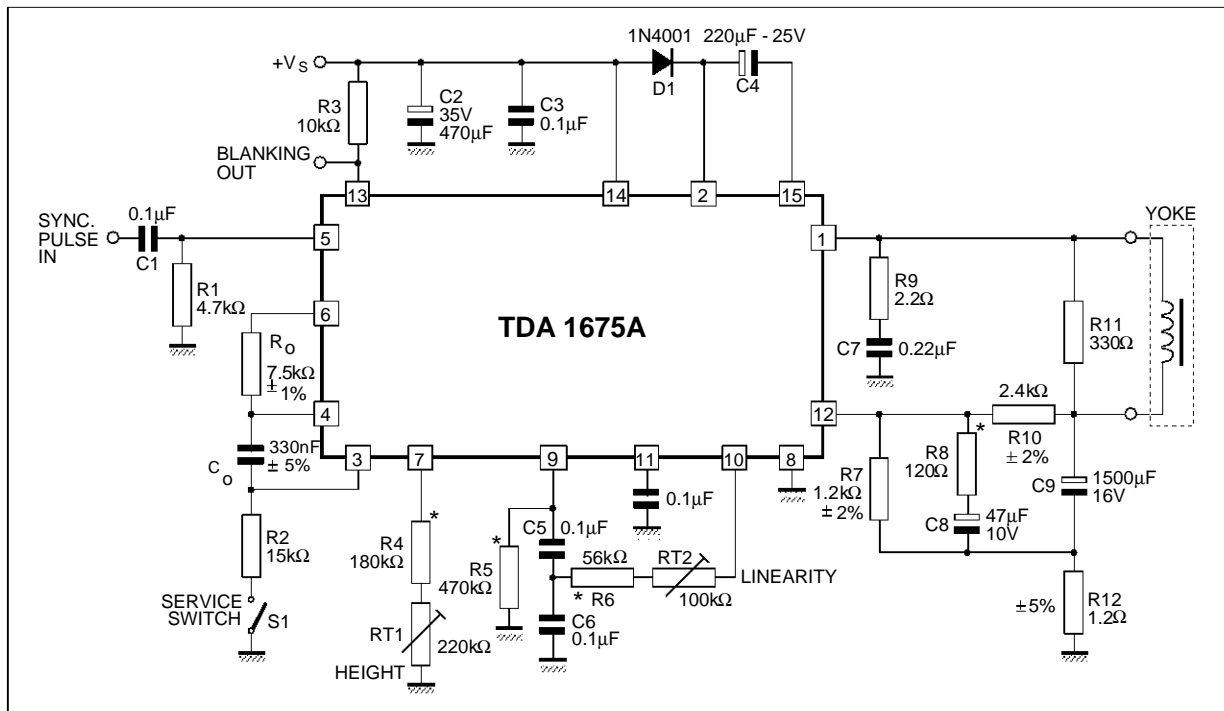 1N4001
220µF - 25V
+VS
D1
C4
R3
10kΩ
C2
35V
470µF
C3
0.1µF
BLANKING
OUT
13
14
2
15
SYNC.
PULSE
IN
0.1µF
C1
5
1
YOKE
R1
4.7kΩ
6
TDA 1675A
R9
2.2Ω
R11
330Ω
Ro
7.5kΩ
±1%
C7
0.22µF
4
12
2.4kΩ
330nF
± 5%
Co
3
7
9
11
10
8
*
R10
± 2%
R8
120Ω
R7
1.2kΩ
± 2%
C9
1500µF
16V
0.1µF
*
R4
180kΩ
*
R5
470kΩ
C5
0.1µF
C8
47µF
10V
R2
15kΩ
56kΩ
* R6
RT2
100kΩ
LINEARITY
SERVICE
SWITCH
S1
RT1
220kΩ
HEIGHT
C6
0.1µF
±5%
R12
1.2Ω